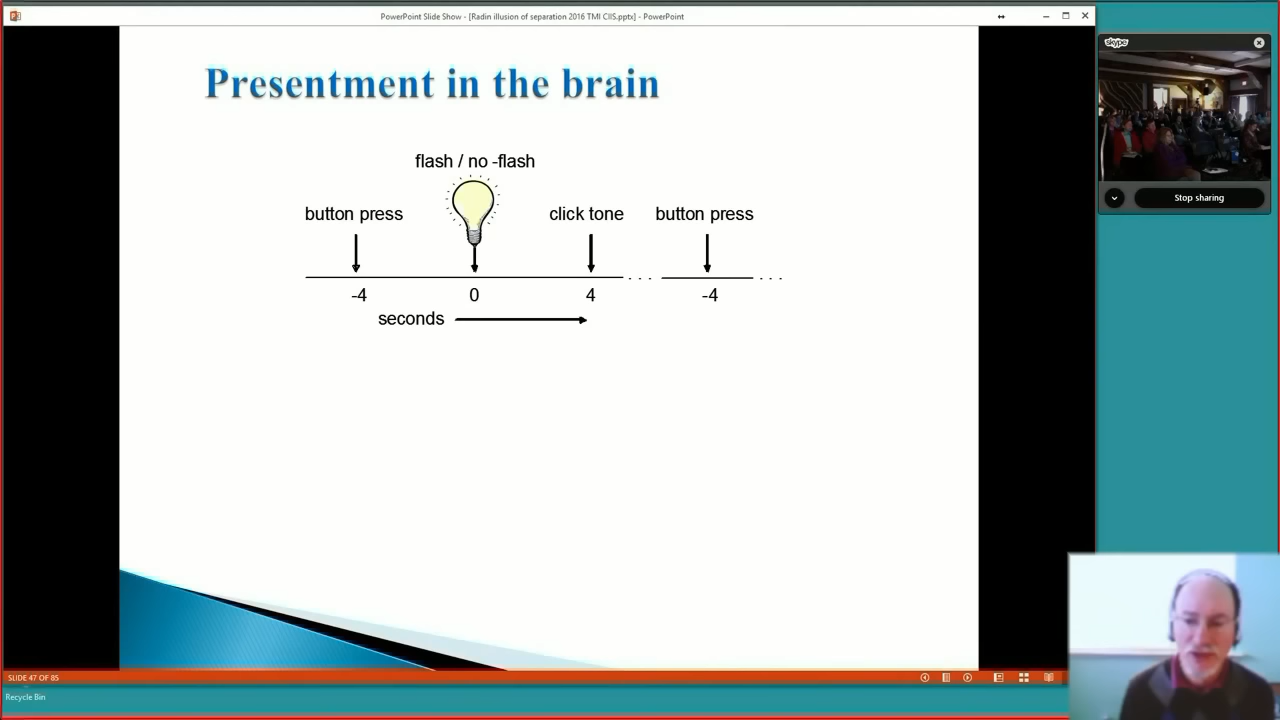 PowerPoint Slide Show - [Radin illusion of separation 2016 TMI CIIS.pptx] - PowerPoint
skype
Stop sharing
Presentment in the brain
flash / no -flash
button press click tone button press
-4 0 4 -4
seconds
SLIDE 47 OF 85
Recycle Bin